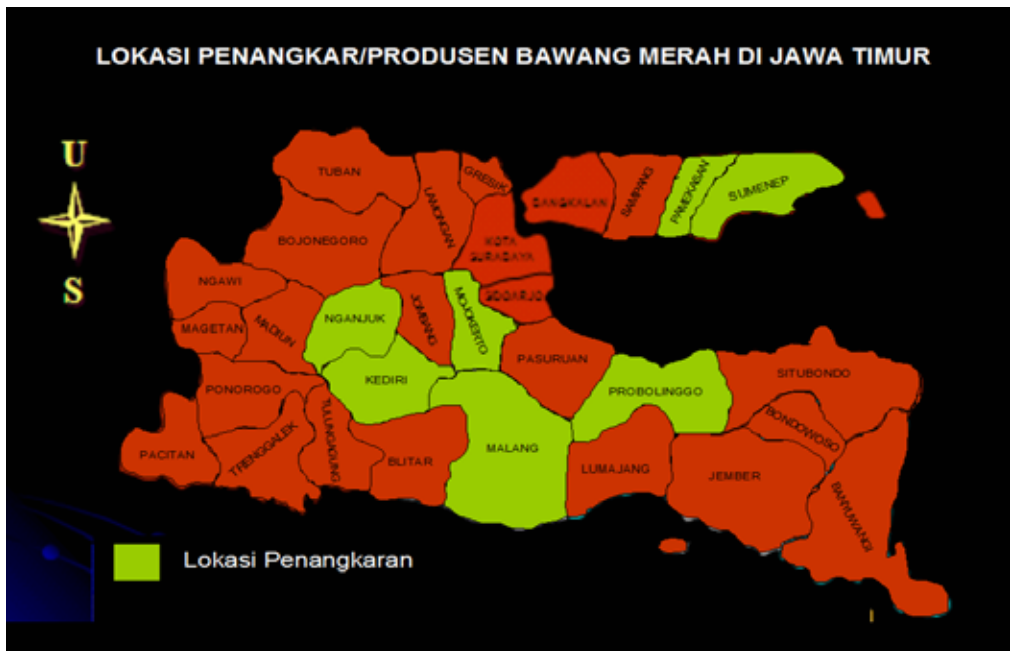 LOKASI PENANGKAR/PRODUSEN BAWANG MERAH DI JAWA TIMUR
U
S
TUBAN
LAMONGAN
GRESIK
BANGKALAN
SAMPANG
PAMEKASAN
SUMENEP
BOJONEGORO
KOTA
SURABAYA
NGAWI
SDOARJO
MAGETAN
MADIUN
NGANJUK
JOMBANG
MOJOKERTO
PASURUAN
KEDIRI
PONOROGO
PROBOLINGGO
SITUBONDO
BONDOWOSO
PACITAN
TRENGGALEK
TULUNGAGUNG
BLITAR
MALANG
LUMAJANG
JEMBER
BANYUWANGI
Lokasi Penangkaran